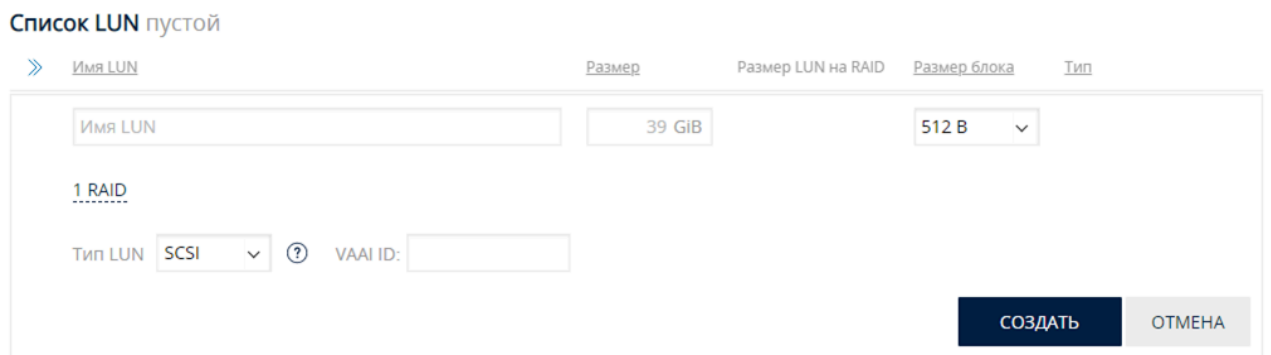 Список LUN пустой
Имя LUN Размер Размер LUN на RAID Размер блока Тип
Имя LUN 39 GiB 512 B
1 RAID
Тип LUN SCSI ? VAAI ID:
СОЗДАТЬ ОТМЕНА